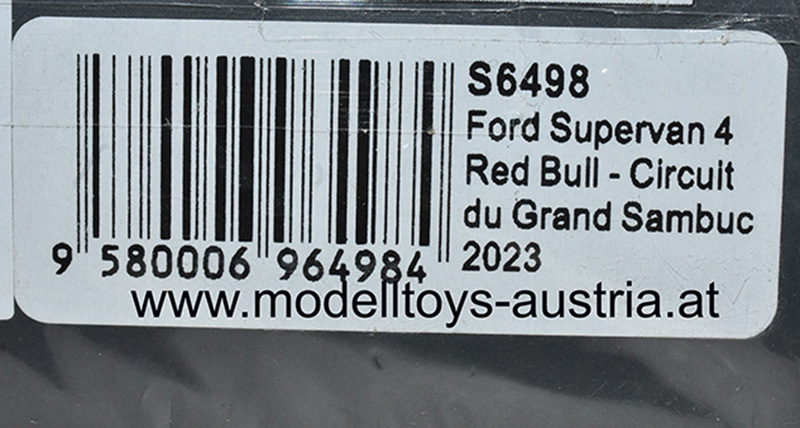 S6498
Ford Supervan 4
Red Bull - Circuit
du Grand Sambuc
2023
9 580006 964984
www.modelltoys-austria.at